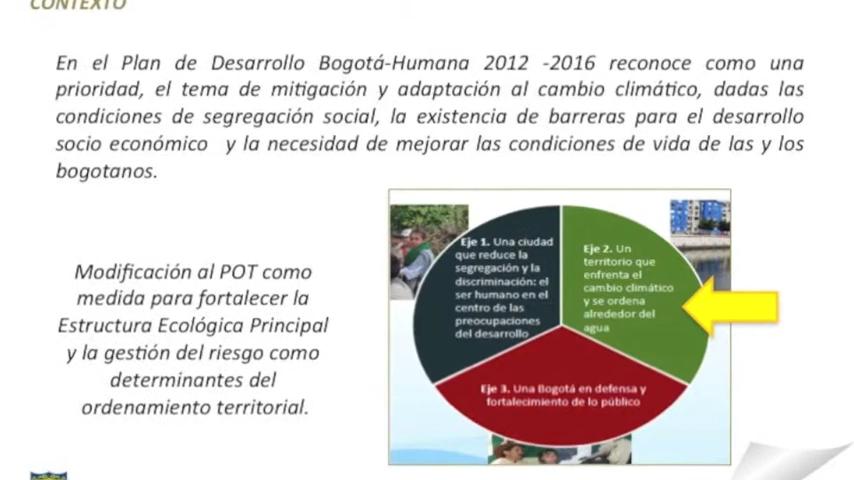 CONTEXTO
En el Plan de Desarrollo Bogotá-Humana 2012 -2016 reconoce como una
prioridad, el tema de mitigación y adaptación al cambio climático, dadas las
condiciones de segregación social, la existencia de barreras para el desarrollo
socio económico y la necesidad de mejorar las condiciones de vida de las y los
bogotanos.
Modificación al POT como
medida para fortalecer la
Estructura Ecológica Principal
y la gestión del riesgo como
determinantes del
ordenamiento territorial.
Eje 1. Una ciudad
que reduce la
segregación y la
discriminación: el
ser humano en el
centro de las
preocupaciones
del desarrollo
Eje 2. Un
territorio que
enfrenta el
cambio climático
y se ordena
alrededor del
agua
Eje 3. Una Bogotá en defensa y
fortalecimiento de lo público